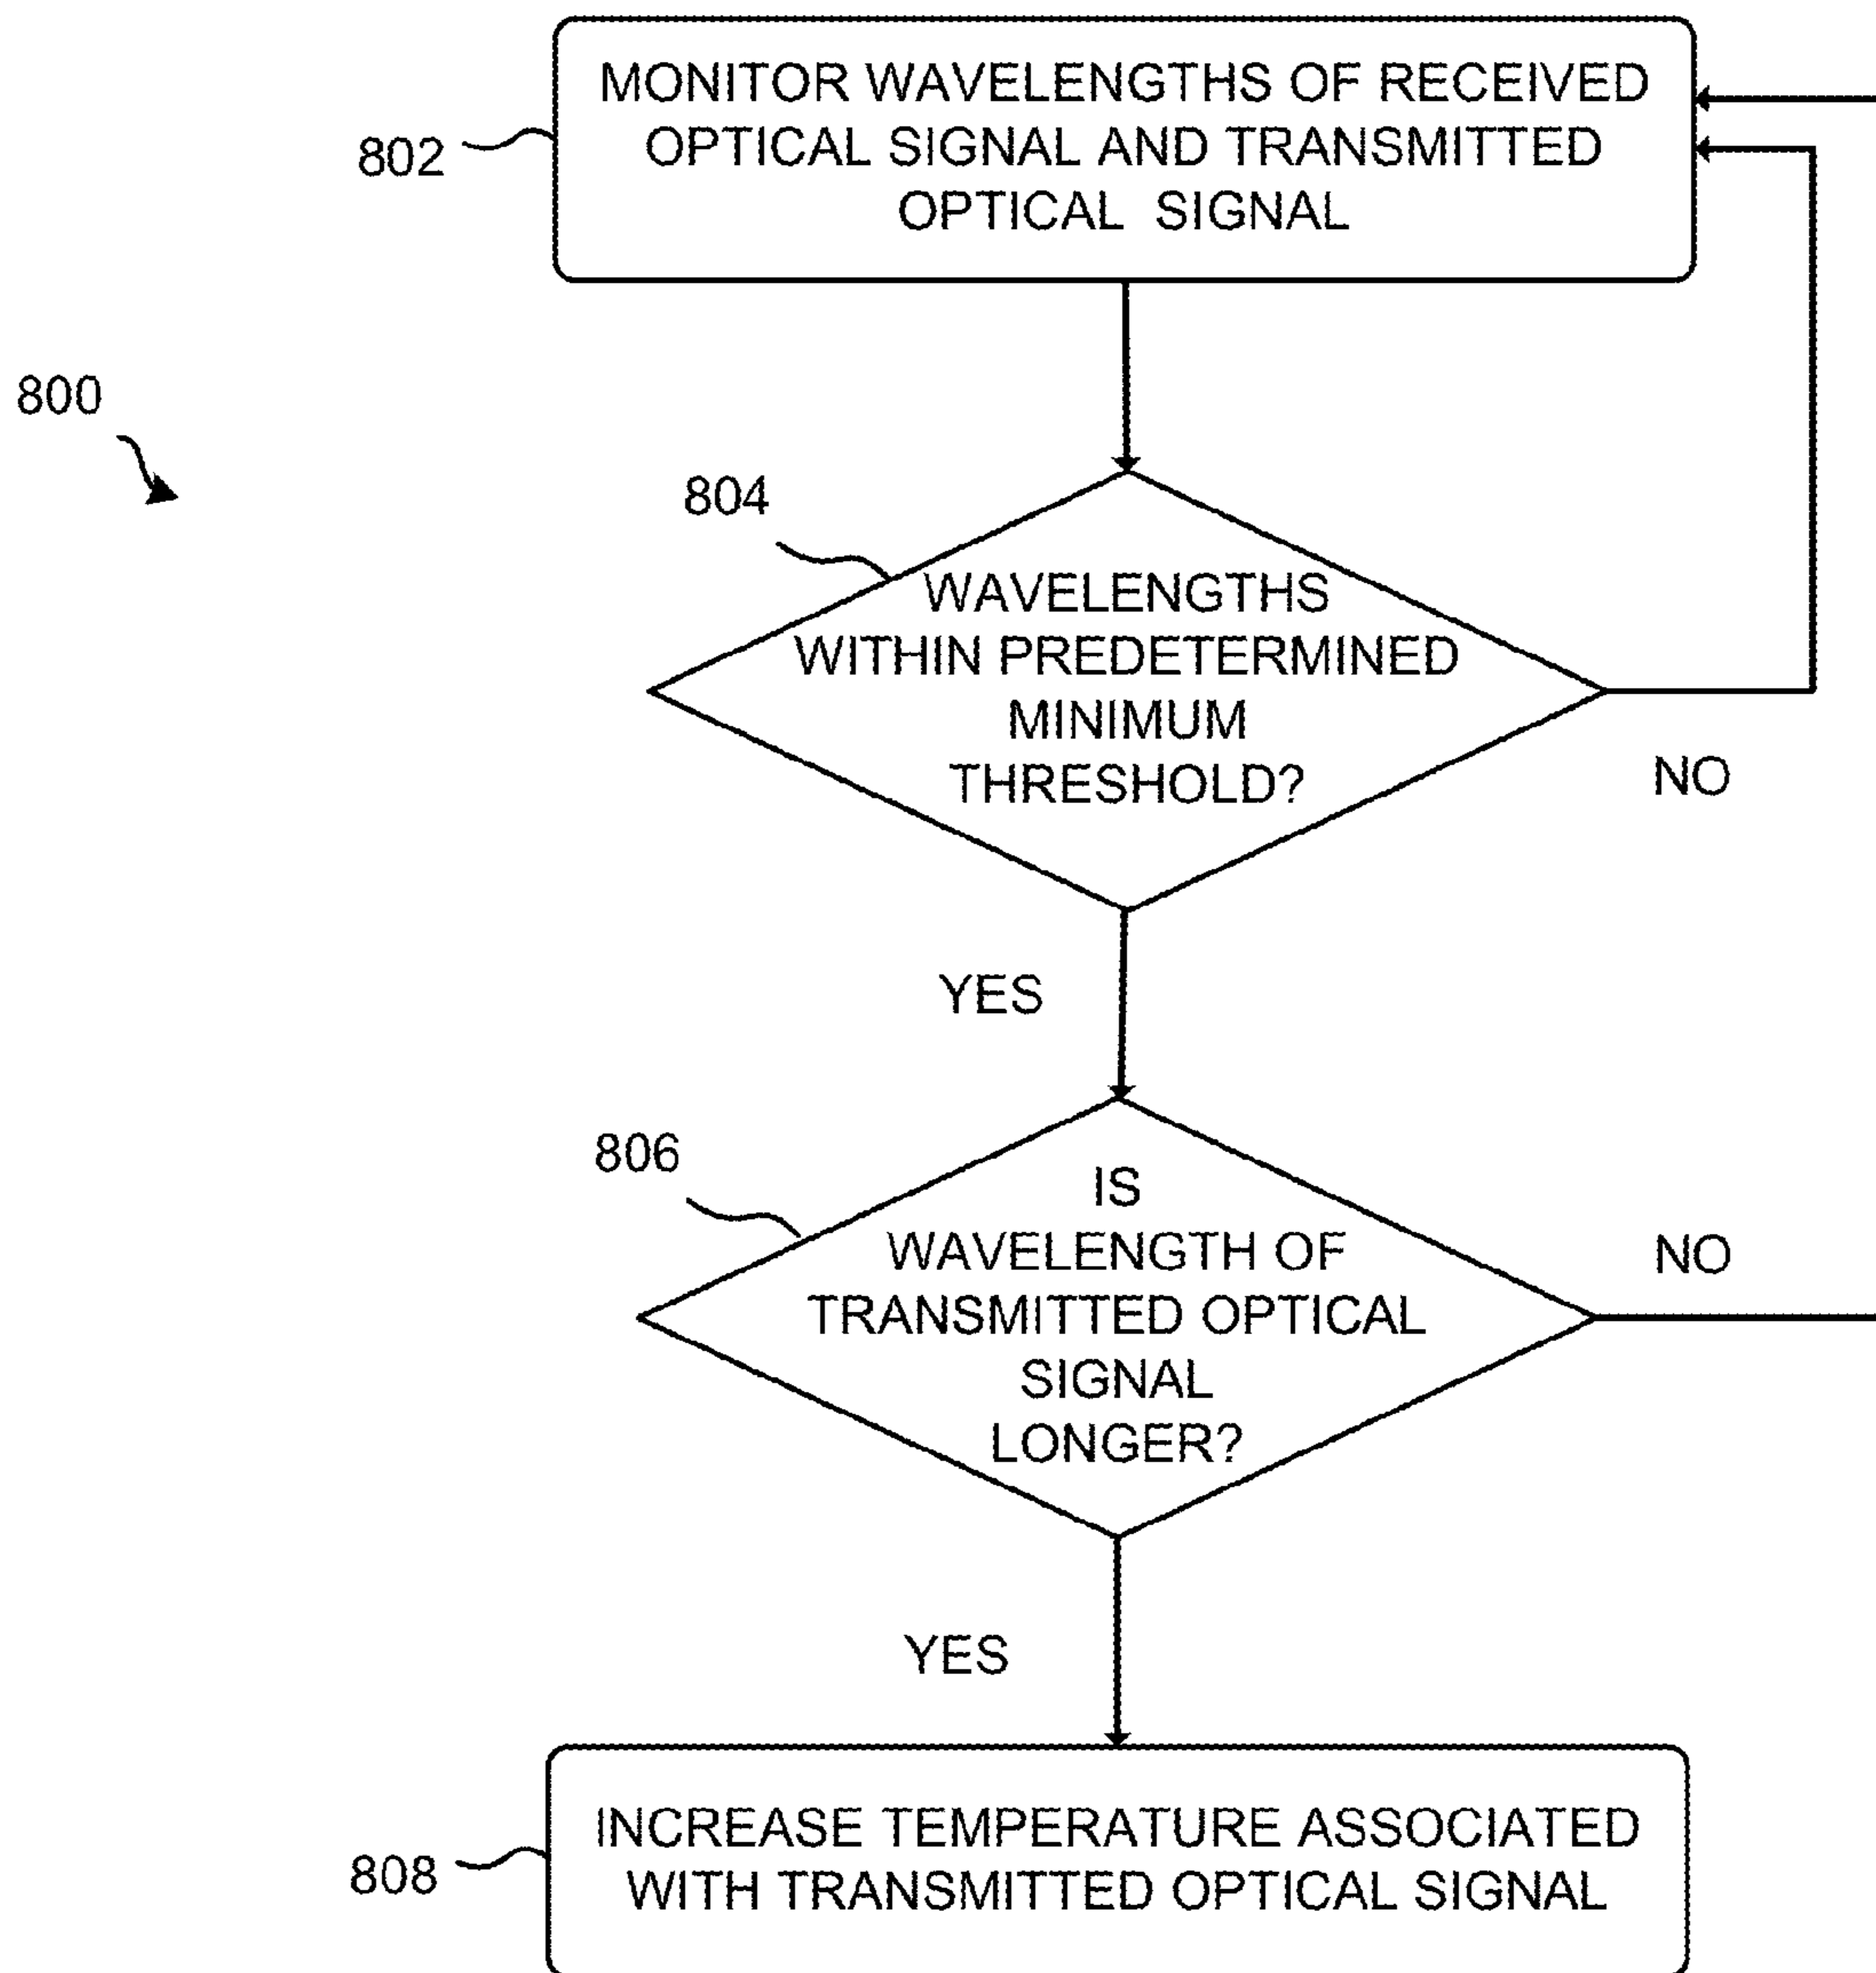 MONITOR WAVELENGTHS OF RECEIVED
OPTICAL SIGNAL AND TRANSMITTED
OPTICAL SIGNAL
802
800
804
WAVELENGTHS
WITHIN PREDETERMINED
MINIMUM
THRESHOLD?
NO
YES
806
IS
WAVELENGTH OF
TRANSMITTED OPTICAL
SIGNAL
LONGER?
NO
YES
INCREASE TEMPERATURE ASSOCIATED
WITH TRANSMITTED OPTICAL SIGNAL
808